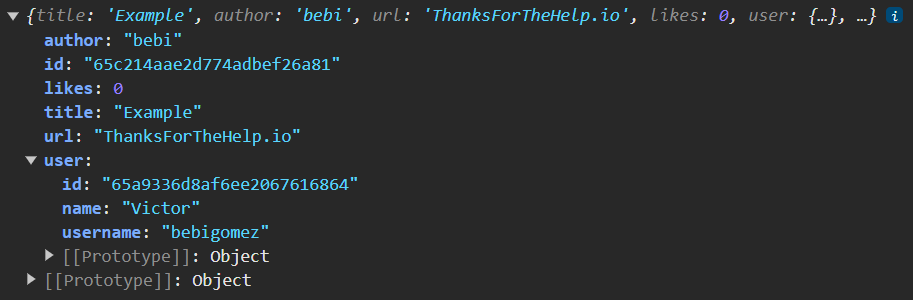 ▼ {title: 'Example', author: 'bebi', url: 'ThanksForTheHelp.io', likes: 0, user: {…}, …} i
author: "bebi"
id: "65c214aae2d774adbef26a81"
likes: 0
title: "Example"
url: "ThanksForTheHelp.io"
▼ user:
id: "65a9336d8af6ee2067616864"
name: "Victor"
username: "bebigomez"
▶ [[Prototype]]: Object
▶ [[Prototype]]: Object